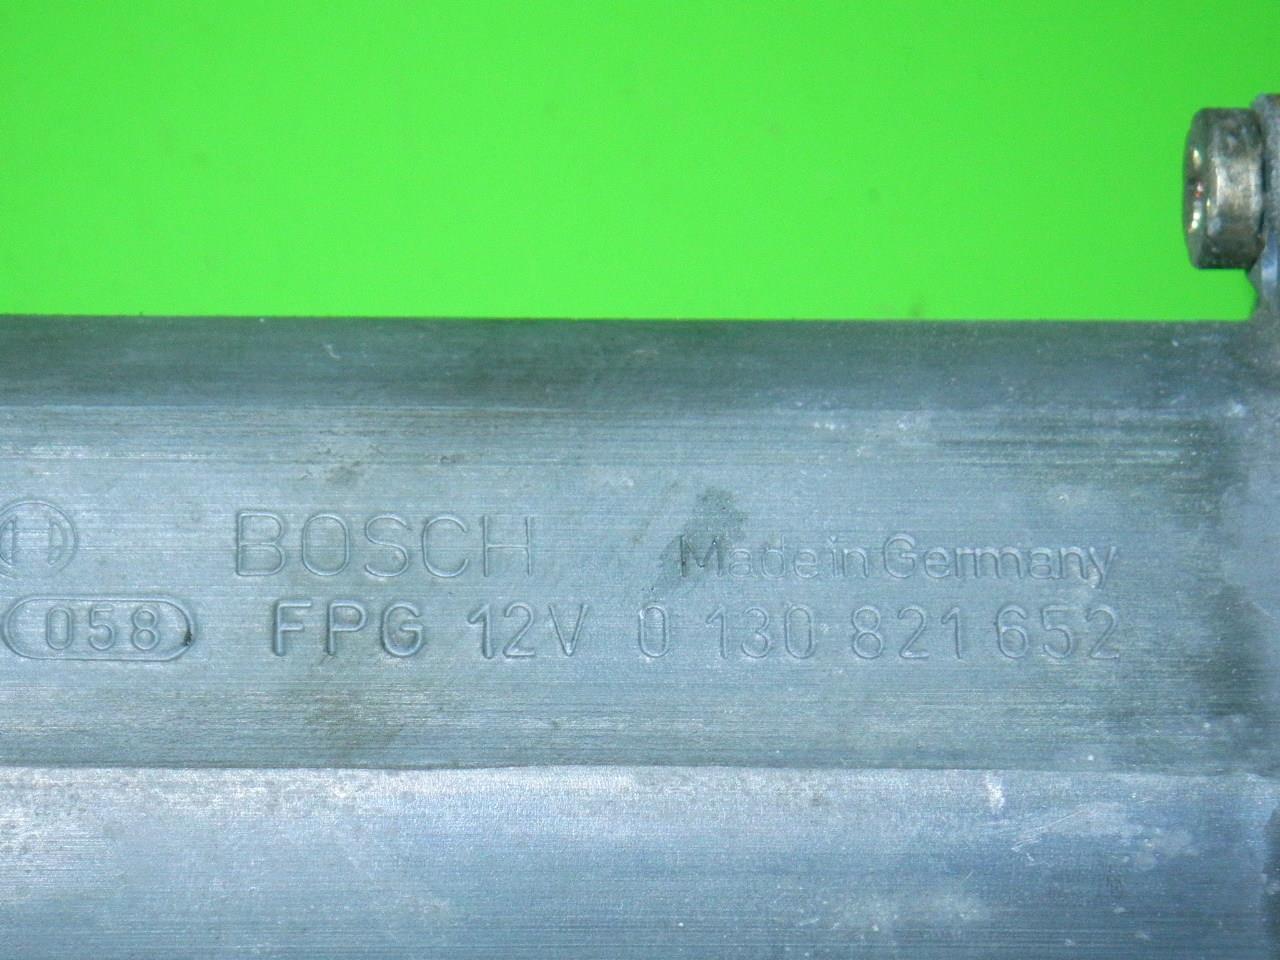 BOSCH Made in Germany
058 FPG 12V 0 130 821 652